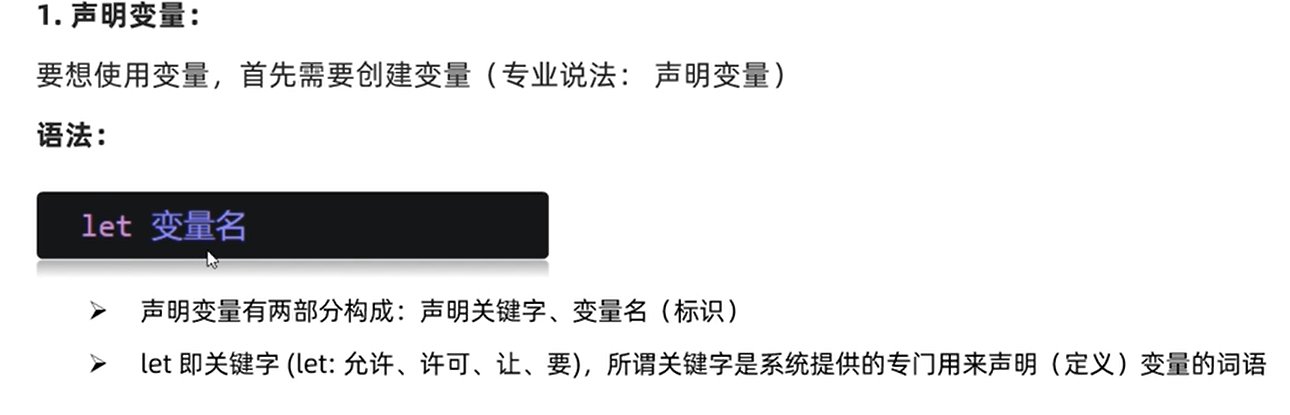 1. 声明变量：
要想使用变量，首先需要创建变量（专业说法： 声明变量）
语法：
let 变量名
➢ 声明变量有两部分构成：声明关键字、变量名（标识）
➢ let 即关键字 (let: 允许、许可、让、要)，所谓关键字是系统提供的专门用来声明（定义）变量的词语